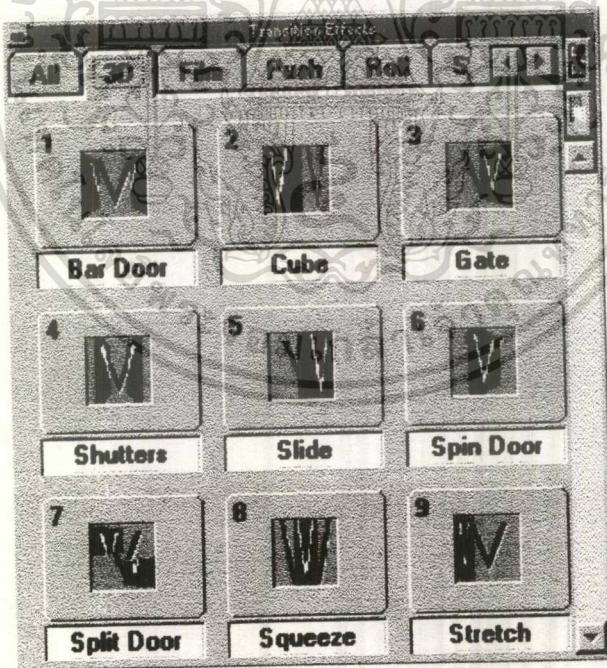 Transition Effects
All 3D Film Push Roll S
1 2 3
Bar Door Cube Gate
4 5 6
Shutters Slide Spin Door
7 8 9
Split Door Squeeze Stretch